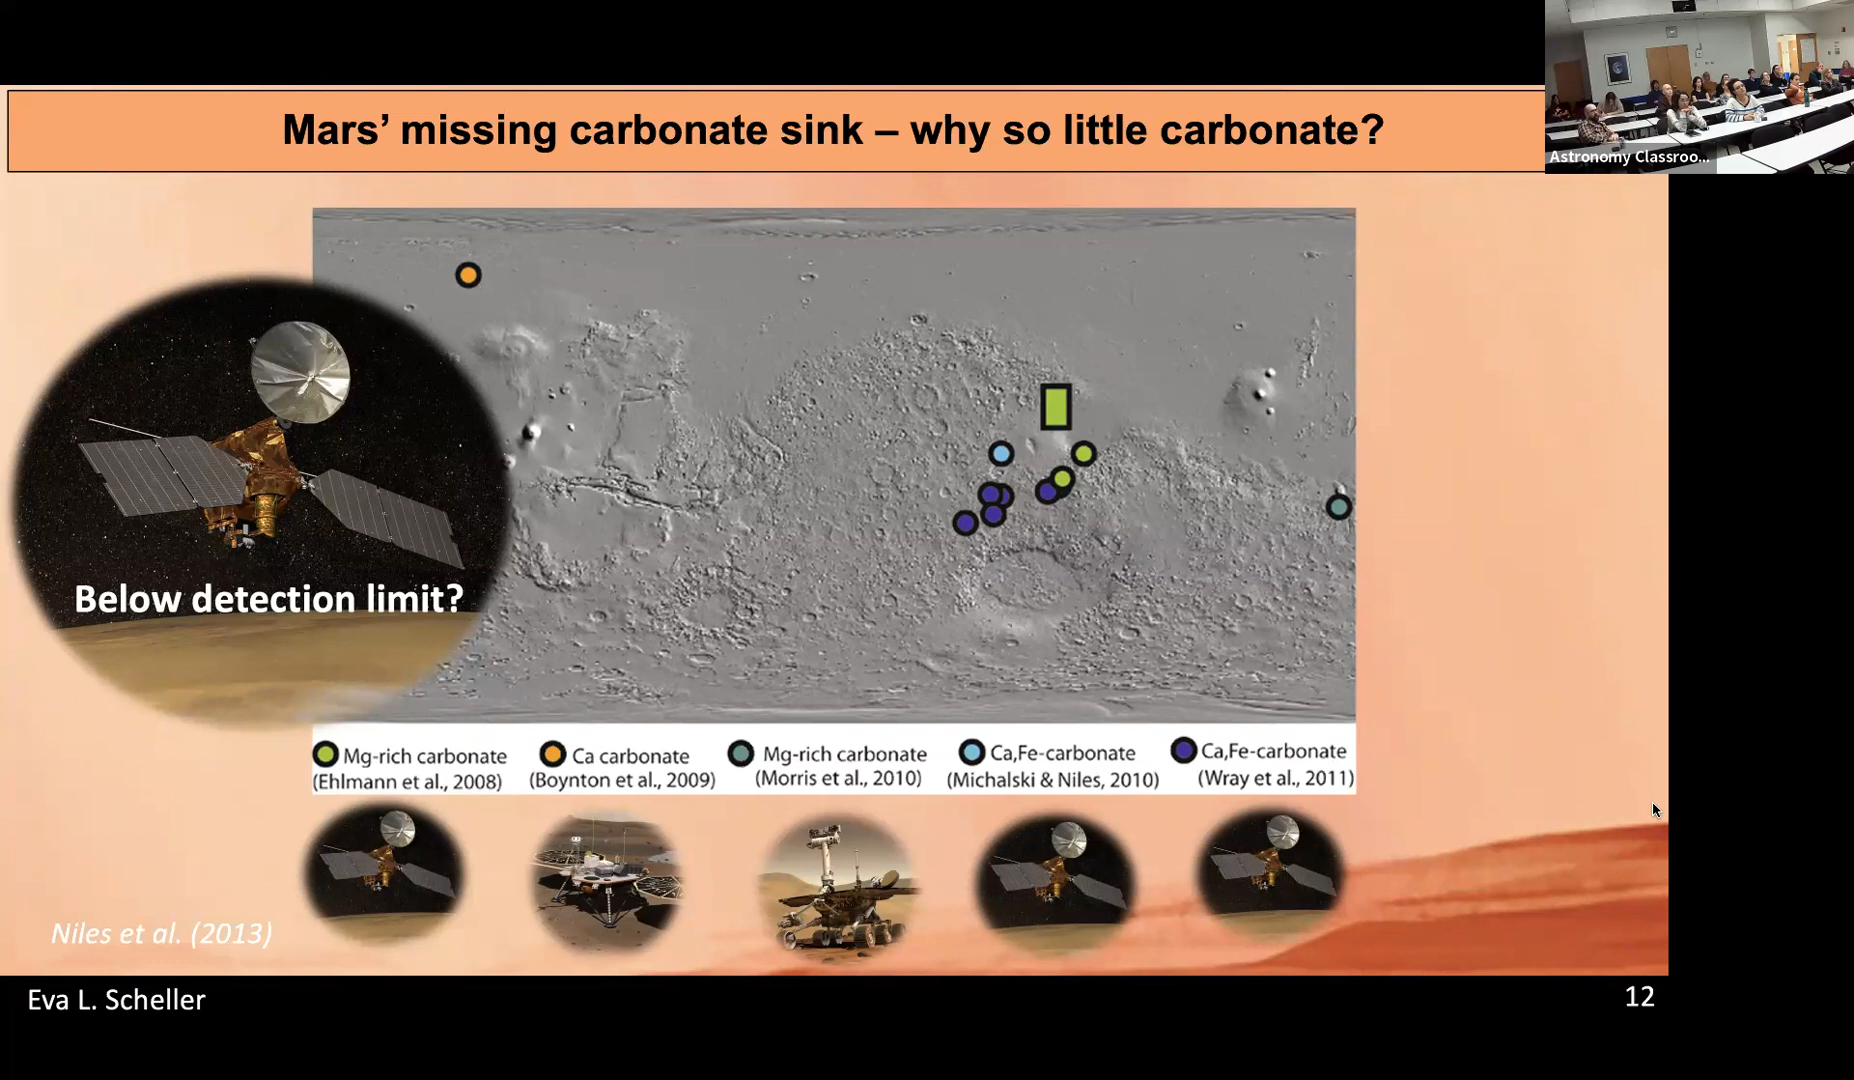 Mars’ missing carbonate sink – why so little carbonate?
Astronomy Classroo...
Below detection limit?
Mg-rich carbonate
(Ehlmann et al., 2008)
Ca carbonate
(Boynton et al., 2009)
Mg-rich carbonate
(Morris et al., 2010)
Ca,Fe-carbonate
(Michalski & Niles, 2010)
Ca,Fe-carbonate
(Wray et al., 2011)
Niles et al. (2013)
Eva L. Scheller
12